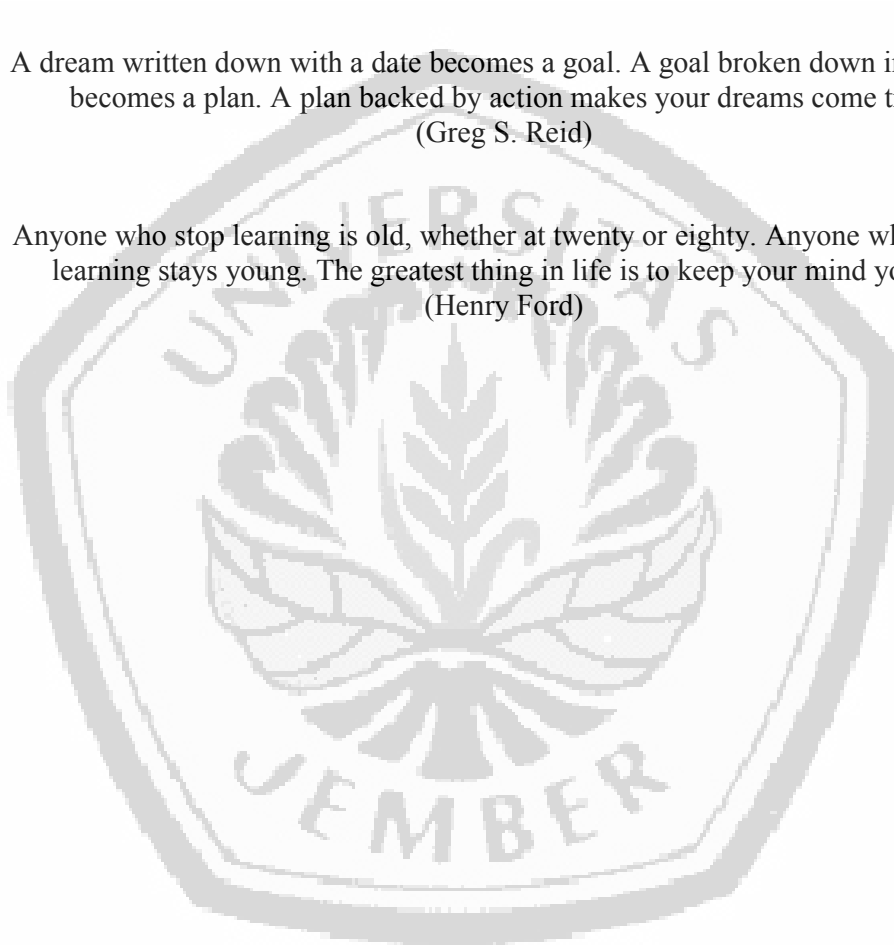 A dream written down with a date becomes a goal. A goal broken down
becomes a plan. A plan backed by action makes your dreams come
(Greg S. Reid)
Anyone who stop learning is old, whether at twenty or eighty. Anyone
learning stays young. The greatest thing in life is to keep your mind
(Henry Ford)
UNIVERSITAS
JEMBER